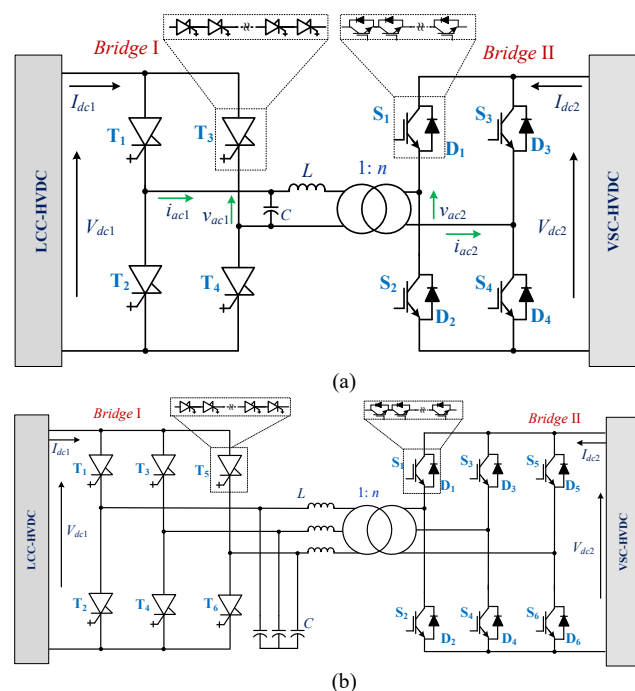 Bridge I
Bridge II
LCC-HVDC
I_dc1
V_dc1
T1
T3
T2
T4
i_ac1
v_ac1
L
C
1: n
v_ac2
i_ac2
S1
D1
S3
D3
S2
D2
S4
D4
I_dc2
V_dc2
VSC-HVDC
(a)
Bridge I
Bridge II
LCC-HVDC
I_dc1
V_dc1
T1
T3
T5
T2
T4
T6
L
C
1: n
S1
D1
S3
D3
S5
D5
S2
D2
S4
D4
S6
D6
I_dc2
V_dc2
VSC-HVDC
(b)